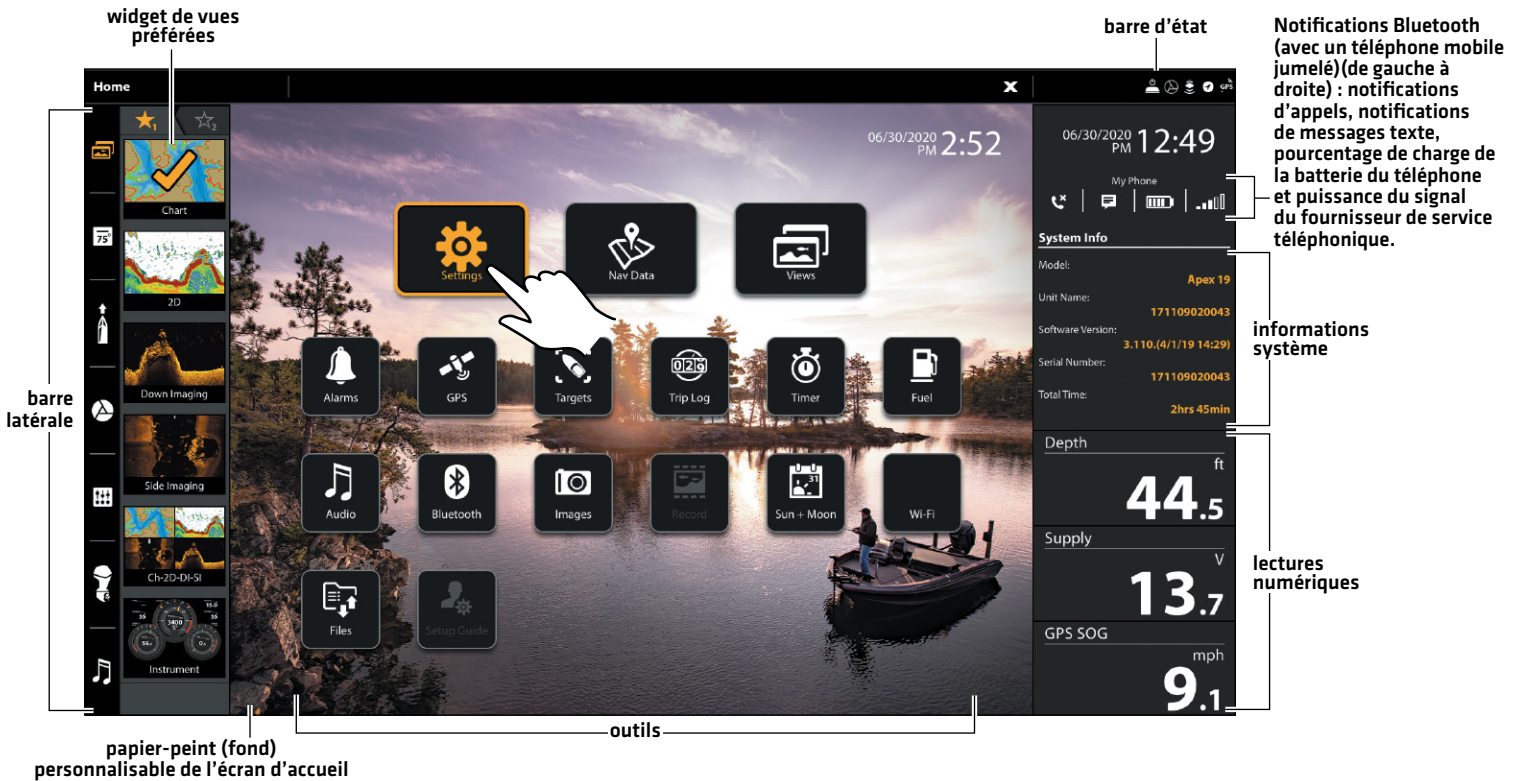 widget de vues
préférées
barre d'état
Notifications Bluetooth
(avec un téléphone mobile
jumelé)(de gauche à
droite) : notifications
d'appels, notifications
de messages texte,
pourcentage de charge de
la batterie du téléphone
et puissance du signal
du fournisseur de service
téléphonique.
Home
X
GPS
1
2
06/30/2020
PM 2:52
06/30/2020
PM 12:49
My Phone
Chart
75°
2D
Down Imaging
Side Imaging
Ch-2D-DI-SI
Instrument
Settings
Nav Data
Views
Alarms
GPS
Targets
Trip Log
Timer
Fuel
Audio
Bluetooth
Images
Record
31
Sun + Moon
Wi-Fi
Files
Setup Guide
System Info
Model:
Apex 19
Unit Name:
171109020043
Software Version:
3.110.(4/1/19 14:29)
Serial Number:
171109020043
Total Time:
2hrs 45min
Depth
ft
44.5
Supply
V
13.7
GPS SOG
mph
9.1
barre
latérale
informations
système
lectures
numériques
outils
papier-peint (fond)
personnalisable de l'écran d'accueil